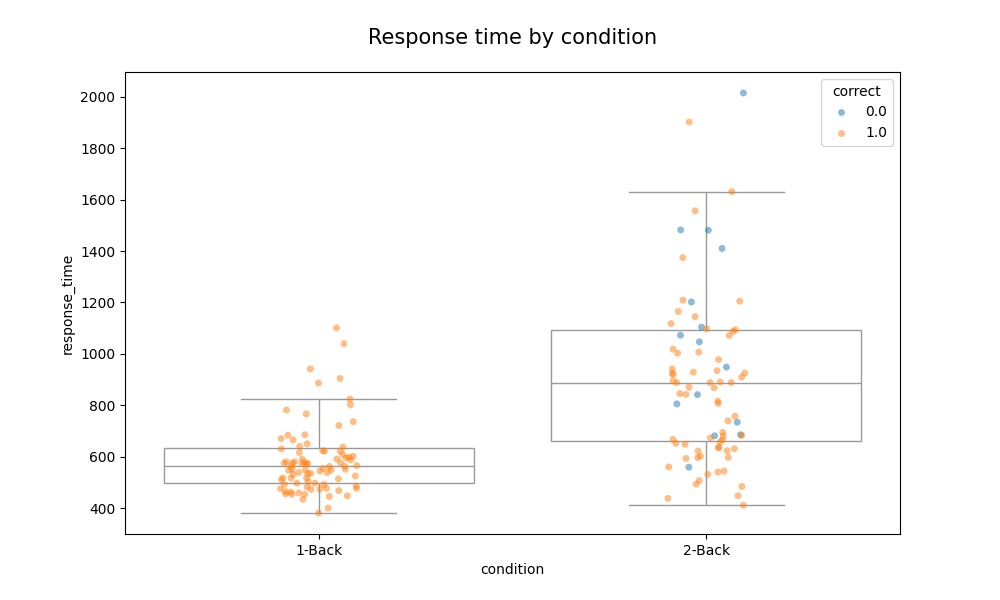 Response time by condition
correct
0.0
1.0
2000
1800
1600
1400
1200
1000
800
600
400
response_time
1-Back
2-Back
condition